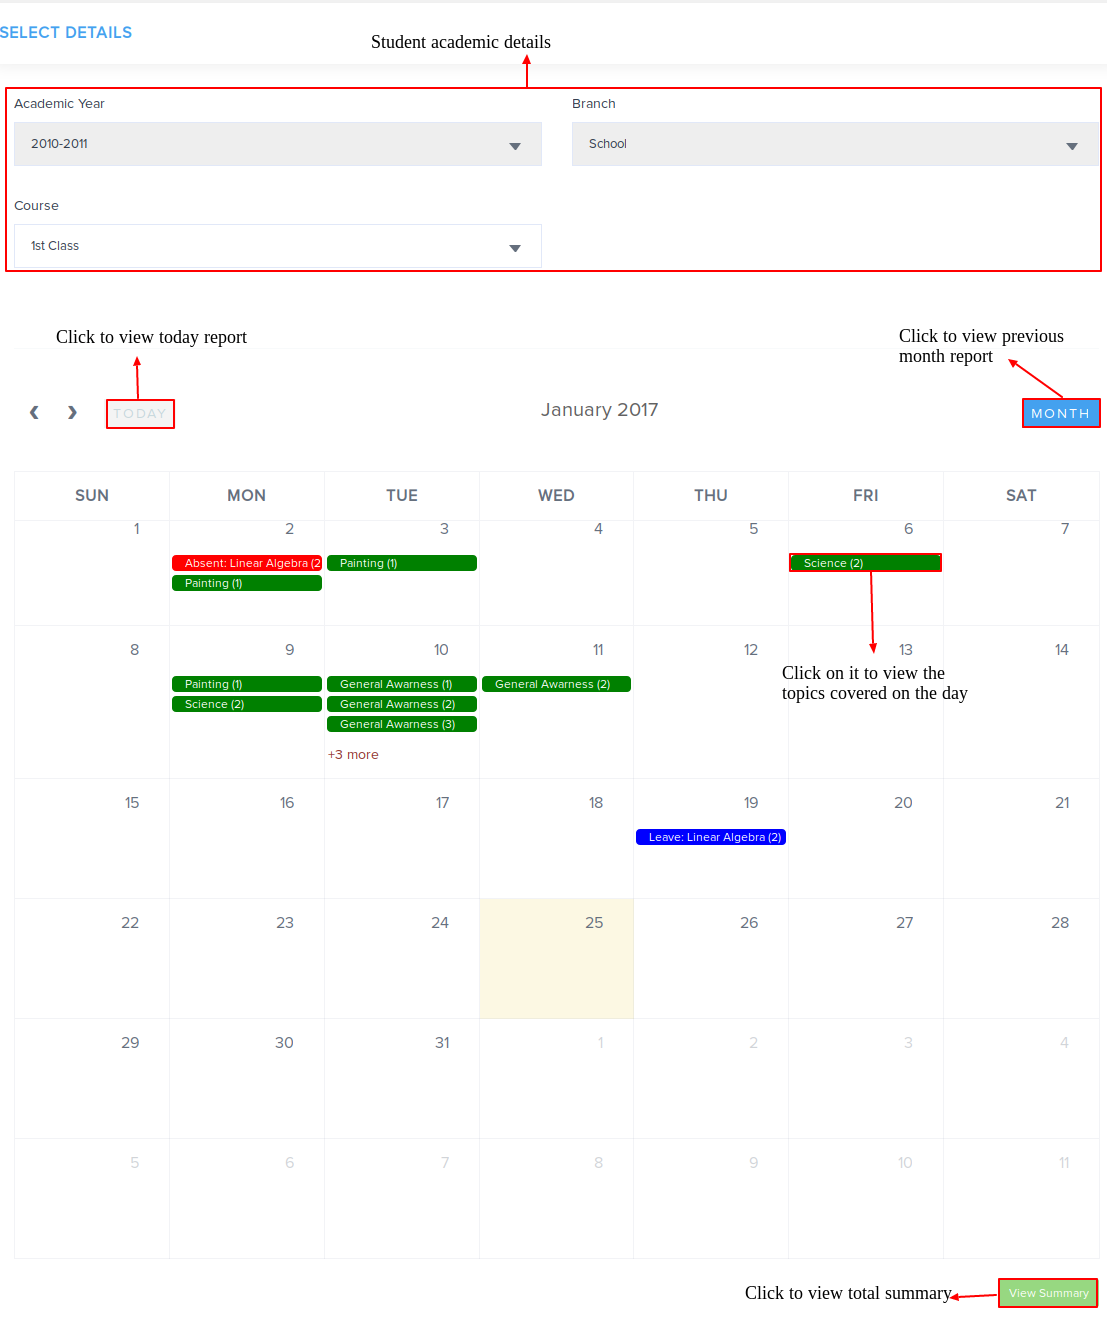 SELECT DETAILS
Student academic details
Academic Year
Branch
2010-2011
School
Course
1st Class
Click to view today report
Click to view previous
month report
TODAY
January 2017
MONTH
SUN MON TUE WED THU FRI SAT
1 2 3 4 5 6 7
Absent: Linear Algebra (2
Painting (1)
Science (2)
Painting (1)
8 9 10 11 12 13 14
Click on it to view the
topics covered on the day
Painting (1)
General Awarness (1)
General Awarness (2)
Science (2)
General Awarness (2)
General Awarness (3)
+3 more
15 16 17 18 19 20 21
Leave: Linear Algebra (2)
22 23 24 25 26 27 28
29 30 31 1 2 3 4
5 6 7 8 9 10 11
Click to view total summary
View Summary